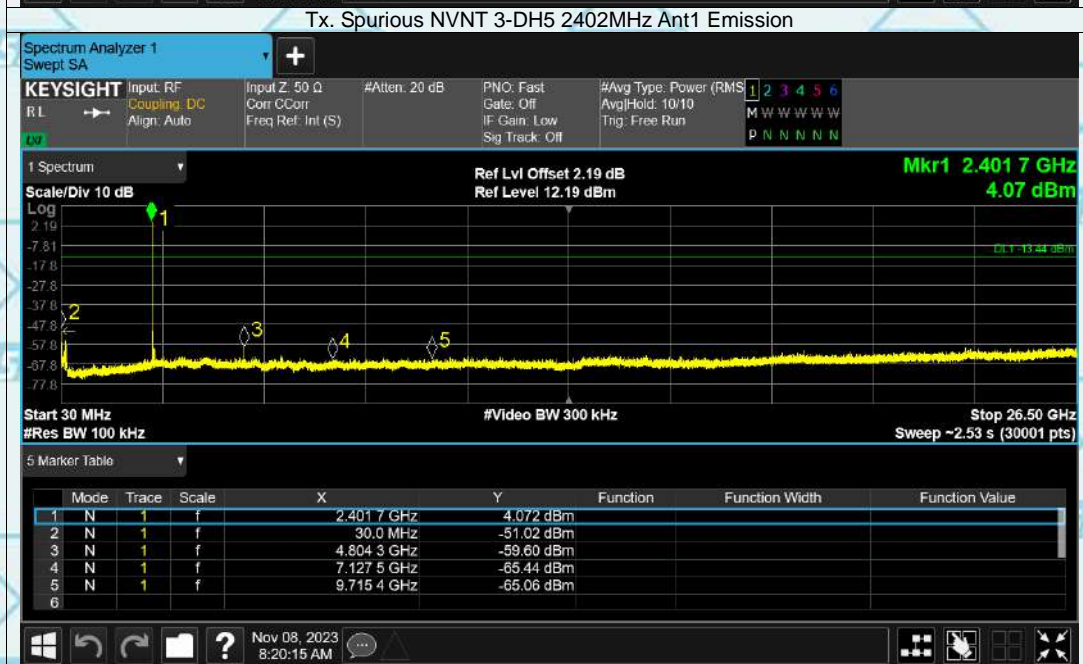 Tx. Spurious NVNT 3-DH5 2402MHz Ant1 Emission
Spectrum Analyzer 1
Swept SA
+
KEYSIGHT Input: RF Input Z: 50 Ω #Atten: 20 dB PNO: Fast #Avg Type: Power (RMS 1 2 3 4 5 6
RL Coupling: DC Corr CCorr Gate: Off Avg|Hold: 10/10 M W W W W W
Align: Auto Freq Ref: Int (S) IF Gain: Low Trig: Free Run
LXI Sig Track: Off P N N N N N
1 Spectrum Ref Lvl Offset 2.19 dB Mkr1 2.401 7 GHz
Scale/Div 10 dB Ref Level 12.19 dBm 4.07 dBm
Log
1
2.19
-7.81
DL1 -13.44 dBm
-17.8
-27.8
-37.8
2
-47.8
3
4
5
-57.8
-67.8
-77.8
Start 30 MHz #Video BW 300 kHz Stop 26.50 GHz
#Res BW 100 kHz Sweep ~2.53 s (30001 pts)
5 Marker Table
Mode Trace Scale X Y Function Function Width Function Value
1 N 1 f 2.401 7 GHz 4.072 dBm
2 N 1 f 30.0 MHz -51.02 dBm
3 N 1 f 4.804 3 GHz -59.60 dBm
4 N 1 f 7.127 5 GHz -65.44 dBm
5 N 1 f 9.715 4 GHz -65.06 dBm
6
? Nov 08, 2023
8:20:15 AM